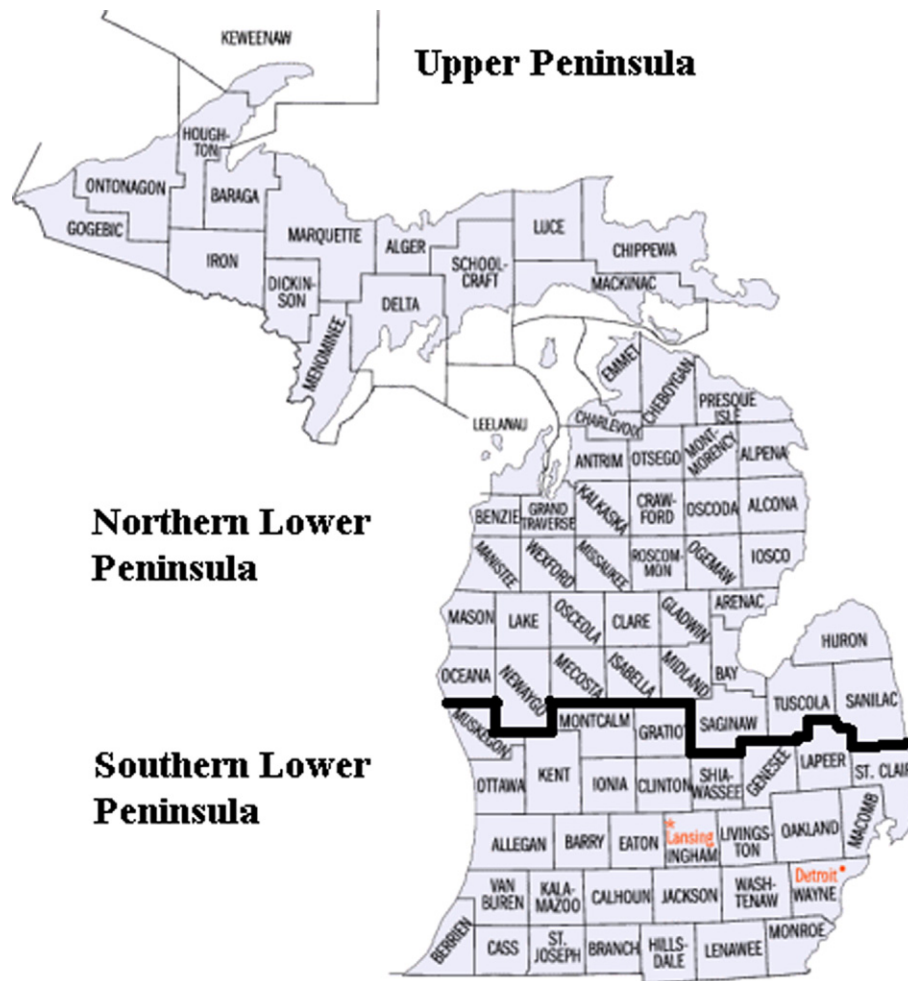 KEWEENAW
Upper Peninsula
HOUGH-
TON
ONTONAGON
BARAGA
GOGEBIC
IRON
MARQUETTE
DICKIN-
SON
MENOMINEE
ALGER
DELTA
SCHOOL-
CRAFT
LUCE
CHIPPEWA
MACKINAC
EMMET
CHEBOYGAN
PRESQUE
ISLE
CHARLEVOIX
LEELANAU
ANTRIM
OTSEGO
MONT-
MORENCY
ALPENA
Northern Lower
Peninsula
BENZIE
GRAND
TRAVERSE
KALKASKA
CRAW-
FORD
OSCODA
ALCONA
MANISTEE
WEXFORD
MISSAUKEE
ROSCOM-
MON
OGEMAW
IOSCO
MASON
LAKE
OSCEOLA
CLARE
GLADWIN
ARENAC
HURON
OCEANA
NEWAYGO
MECOSTA
ISABELLA
MIDLAND
BAY
TUSCOLA
SANILAC
Southern Lower
Peninsula
MUSKEGON
MONTCALM
GRATIOT
SAGINAW
OTTAWA
KENT
IONIA
CLINTON
SHIA-
WASSEE
GENESEE
LAPEER
ST. CLAIR
ALLEGAN
BARRY
EATON
*
Lansing
INGHAM
LIVINGS-
TON
OAKLAND
MACOMB
VAN
BUREN
KALA-
MAZOO
CALHOUN
JACKSON
WASH-
TENAW
Detroit
WAYNE
BERRIEN
CASS
ST.
JOSEPH
BRANCH
HILLS-
DALE
LENAWEE
MONROE